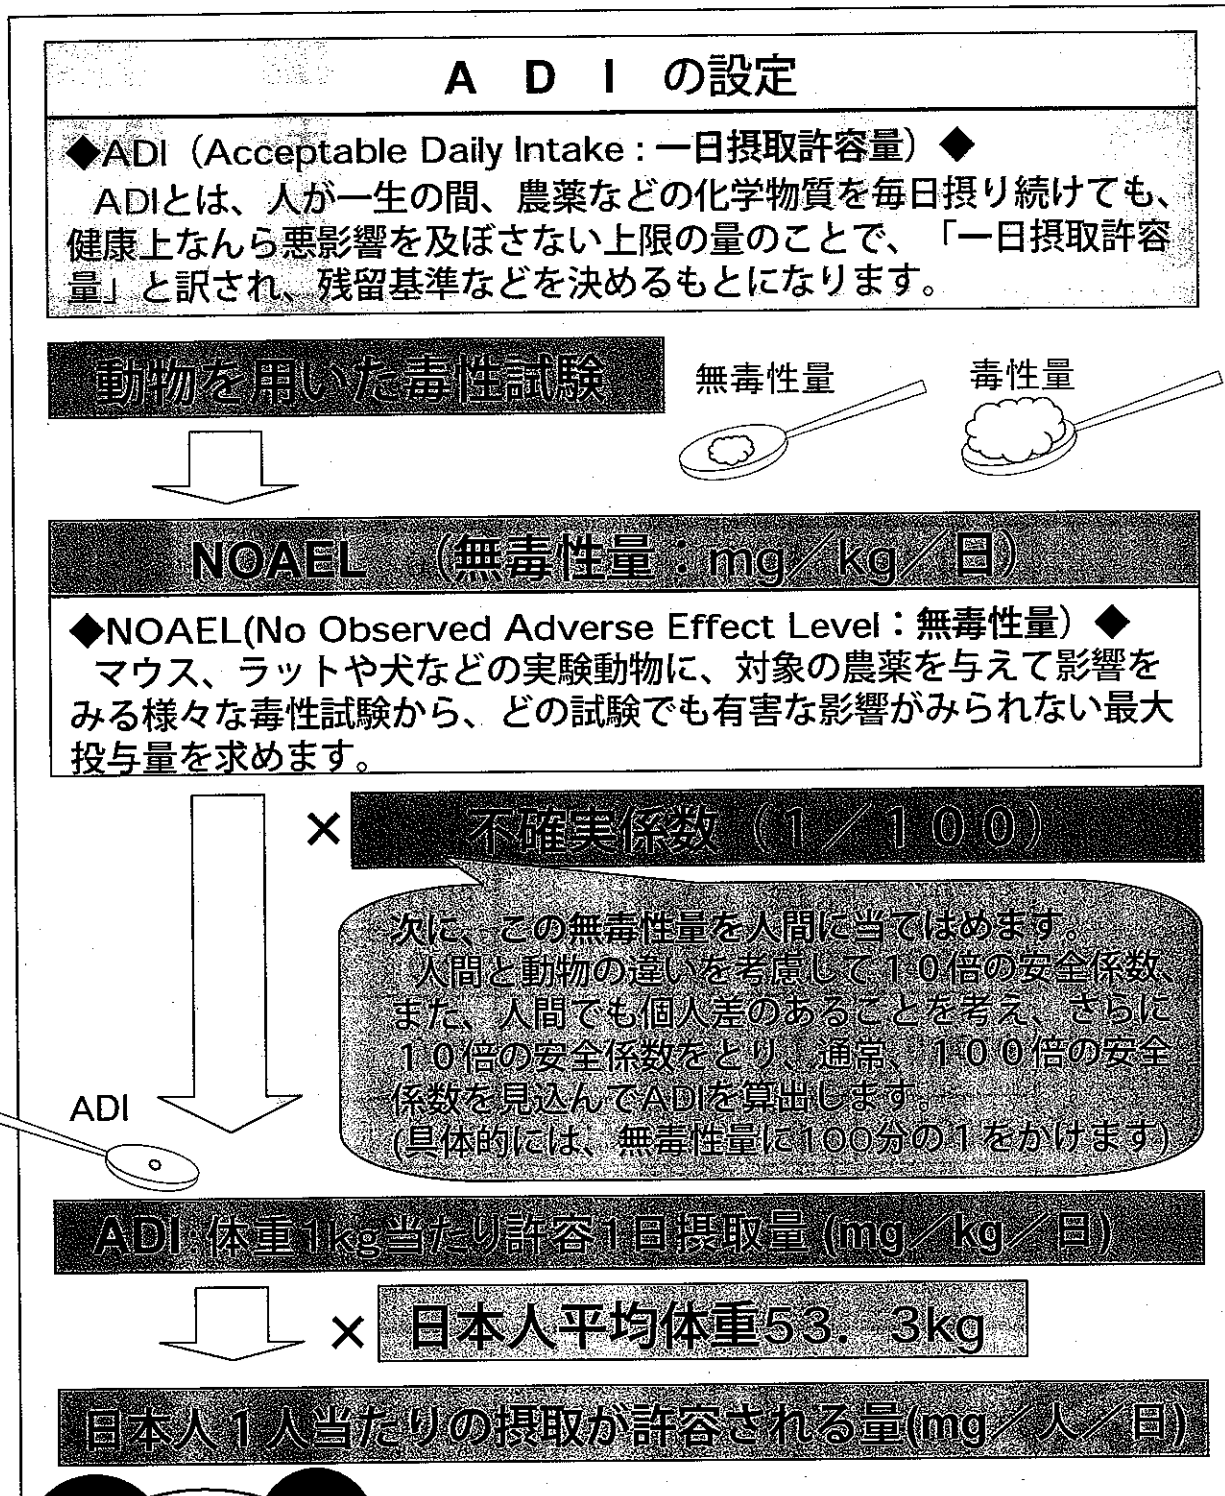 ＡＤＩの設定
◆ADI（Acceptable Daily Intake：一日摂取許容量）◆
ADIとは、人が一生の間、農薬などの化学物質を毎日摂り続けても、
健康上なんら悪影響を及ぼさない上限の量のことで、「一日摂取許容
量」と訳され、残留基準などを決めるもとになります。
動物を用いた毒性試験
無毒性量
毒性量
NOAEL （無毒性量：mg／kg／日）
◆NOAEL(No Observed Adverse Effect Level：無毒性量）◆
マウス、ラットや犬などの実験動物に、対象の農薬を与えて影響を
みる様々な毒性試験から、どの試験でも有害な影響がみられない最大
投与量を求めます。
×不確実係数（１／１００）
次に、この無毒性量を人間に当てはめます。
人間と動物の違いを考慮して１０倍の安全係数、
また、人間でも個人差のあることを考え、さらに
１０倍の安全係数をとり、通常、１００倍の安全
係数を見込んでADIを算出します。
(具体的には、無毒性量に100分の1をかけます)
ADI
ADI 体重1kg当たり許容1日摂取量 (mg／kg／日)
×日本人平均体重53．3kg
日本人１人当たりの摂取が許容される量(mg／人／日)